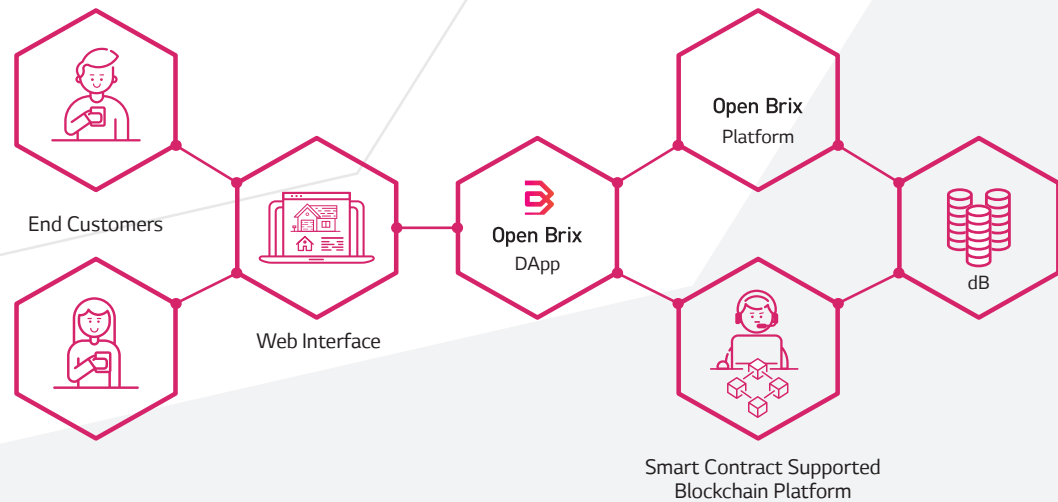 End Customers
Web Interface
Open Brix
DApp
Open Brix
Platform
Smart Contract Supported
Blockchain Platform
dB